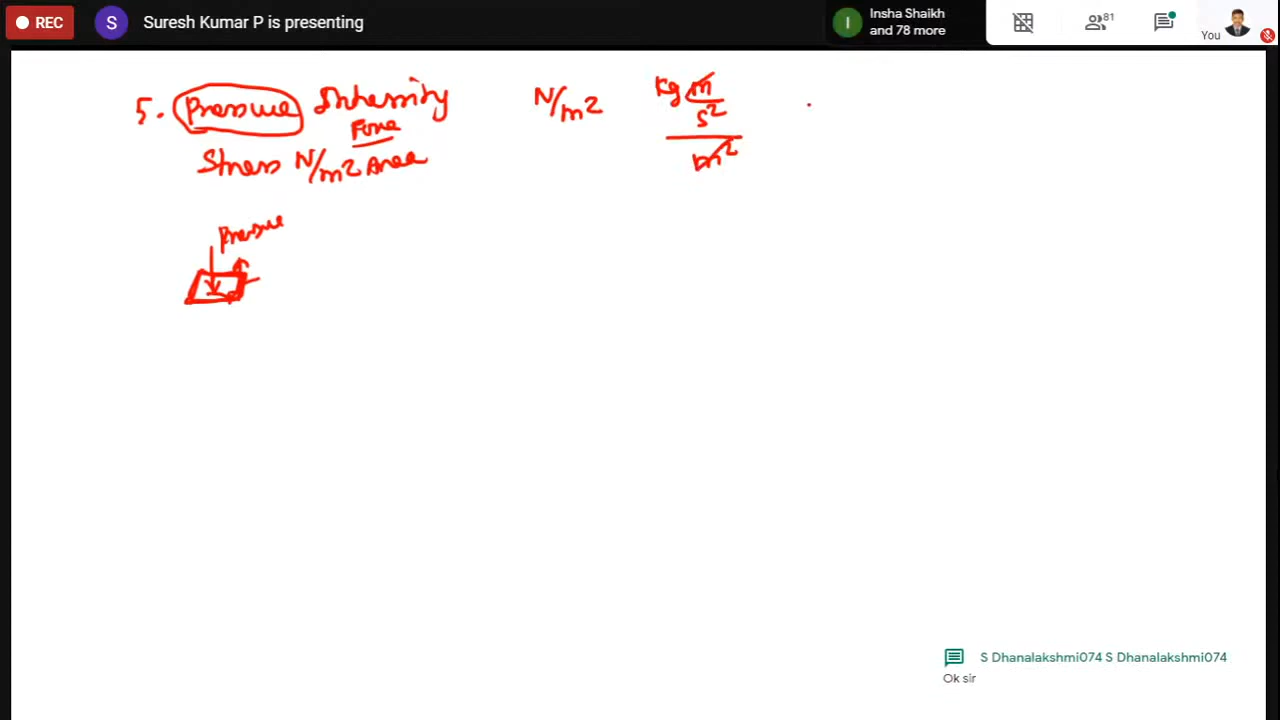 REC
S
Suresh Kumar P is presenting
I
Insha Shaikh
and 78 more
81
You
5. Pressure Intensity N/m2 kg m/s2 / m2
Force
Stress N/m2 Area
Pressure
S Dhanalakshmi074 S Dhanalakshmi074
Ok sir